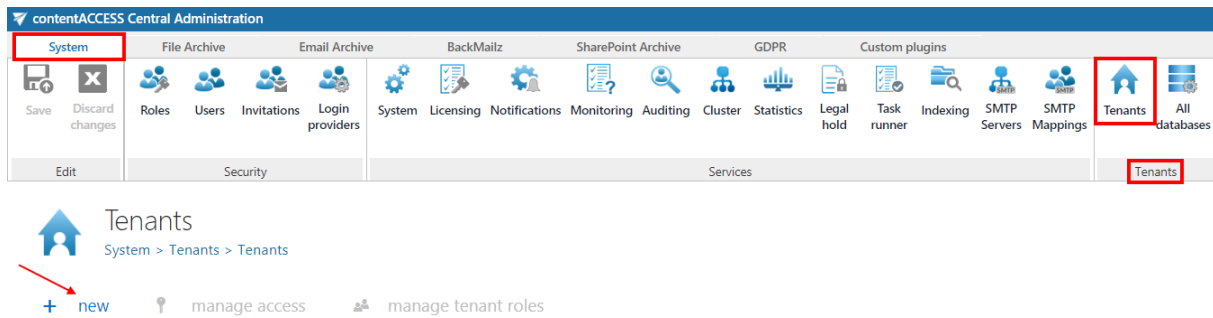 contentACCESS Central Administration
System File Archive Email Archive BackMailz SharePoint Archive GDPR Custom plugins
Save Discard changes Roles Users Invitations Login providers System Licensing Notifications Monitoring Auditing Cluster Statistics Legal hold Task runner Indexing SMTP Servers SMTP Mappings Tenants All databases
Edit Security Services Tenants
Tenants
System > Tenants > Tenants
+ new manage access manage tenant roles